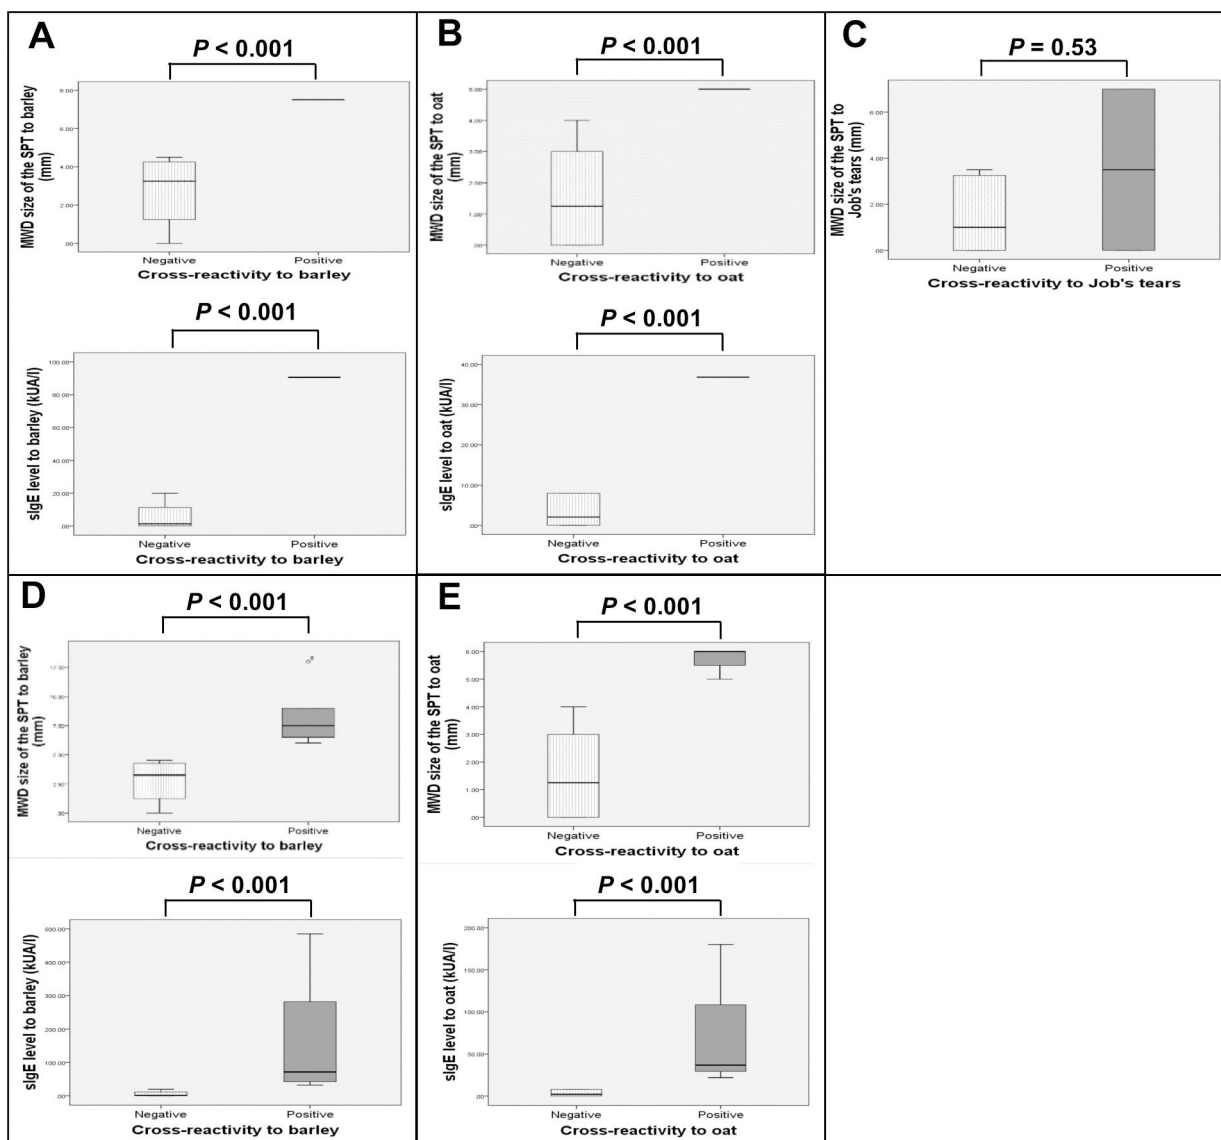 A
P < 0.001
MWD size of the SPT to barley
(mm)
8.00
6.00
4.00
2.00
.00
Negative
Positive
Cross-reactivity to barley
P < 0.001
sIgE level to barley (kUA/l)
100.00
80.00
60.00
40.00
20.00
.00
Negative
Positive
Cross-reactivity to barley
B
P < 0.001
MWD size of the SPT to oat
(mm)
5.00
4.00
3.00
2.00
1.00
.00
Negative
Positive
Cross-reactivity to oat
P < 0.001
sIgE level to oat (kUA/l)
40.00
30.00
20.00
10.00
.00
Negative
Positive
Cross-reactivity to oat
C
P = 0.53
MWD size of the SPT to
Job's tears (mm)
6.00
4.00
2.00
.00
Negative
Positive
Cross-reactivity to Job's tears
D
P < 0.001
MWD size of the SPT to barley
(mm)
12.50
10.00
7.50
5.00
2.50
.00
Negative
Positive
Cross-reactivity to barley
P < 0.001
sIgE level to barley (kUA/l)
500.00
400.00
300.00
200.00
100.00
.00
Negative
Positive
Cross-reactivity to barley
E
P < 0.001
MWD size of the SPT to oat
(mm)
6.00
5.00
4.00
3.00
2.00
1.00
.00
Negative
Positive
Cross-reactivity to oat
P < 0.001
sIgE level to oat (kUA/l)
200.00
150.00
100.00
50.00
.00
Negative
Positive
Cross-reactivity to oat